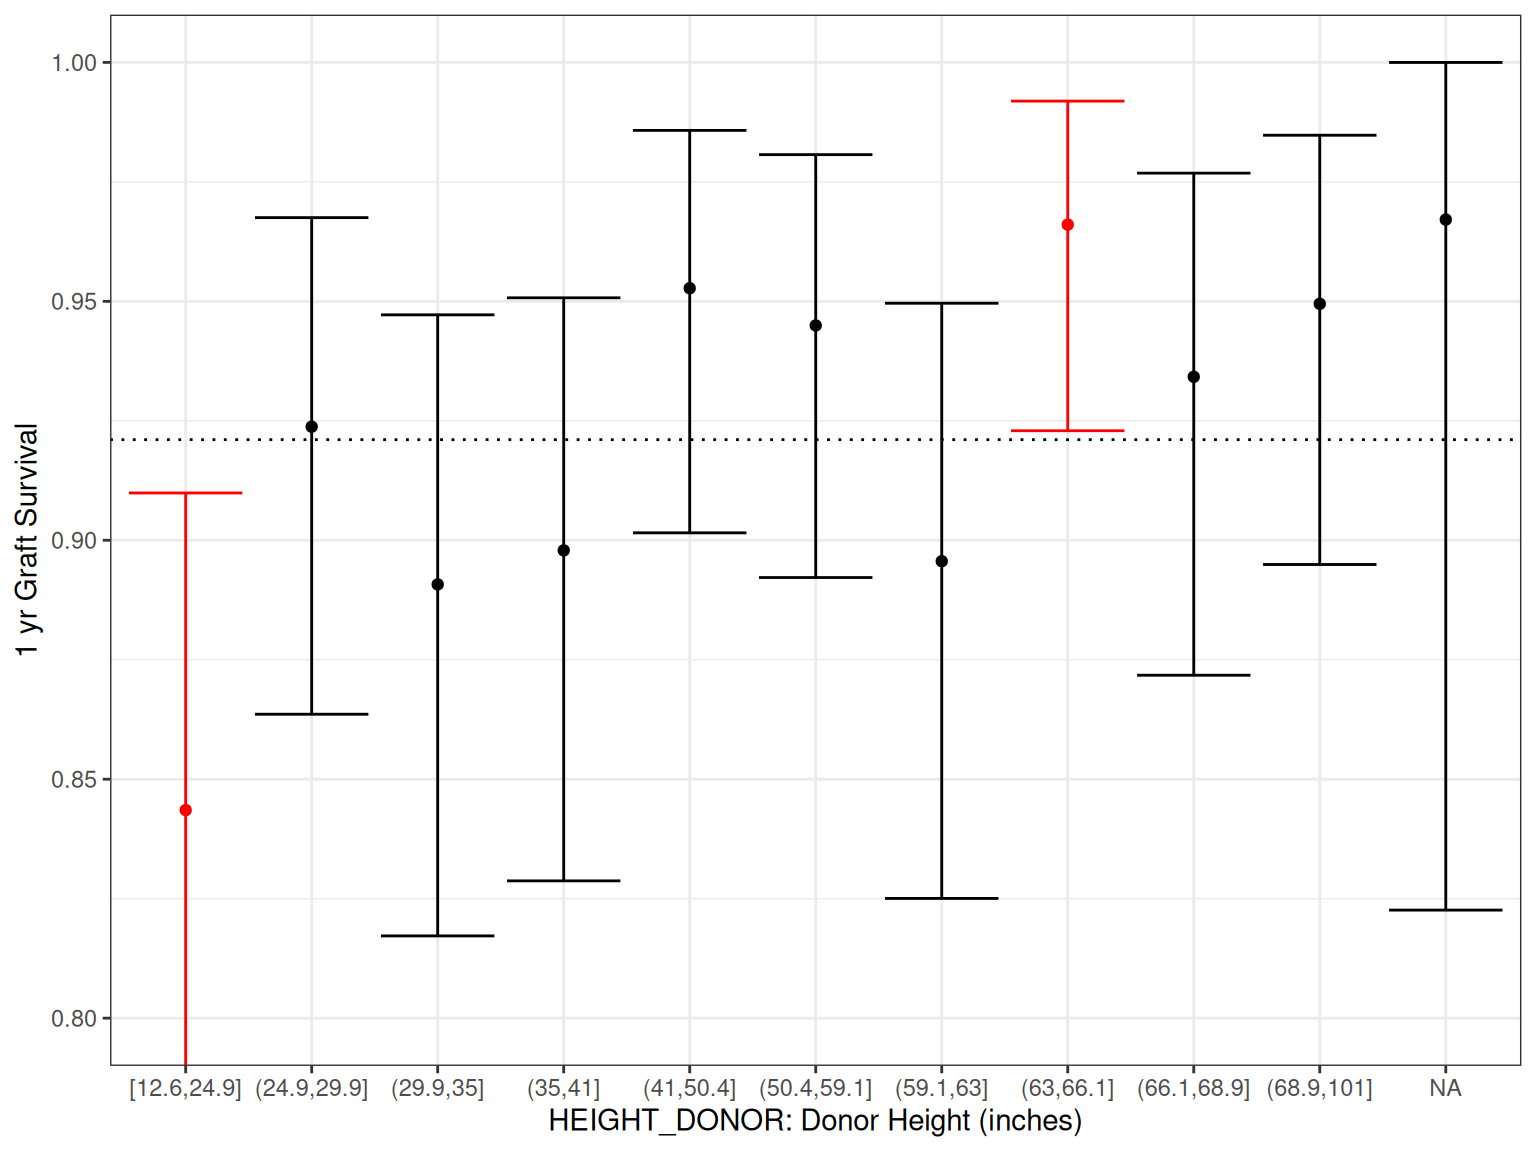 1.00
0.95
0.90
0.85
0.80
1 yr Graft Survival
[12.6,24.9] (24.9,29.9] (29.9,35] (35,41] (41,50.4] (50.4,59.1] (59.1,63] (63,66.1] (66.1,68.9] (68.9,101] NA
HEIGHT_DONOR: Donor Height (inches)